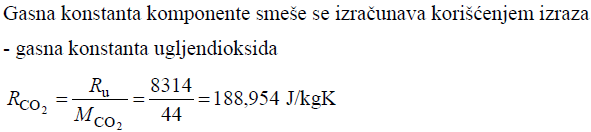 Gasna konstanta komponente smeše se izračunava korišćenjem izraza
- gasna konstanta ugljendioksida
R_CO₂ = R_u / M_CO₂ = 8314 / 44 = 188,954 J/kgK